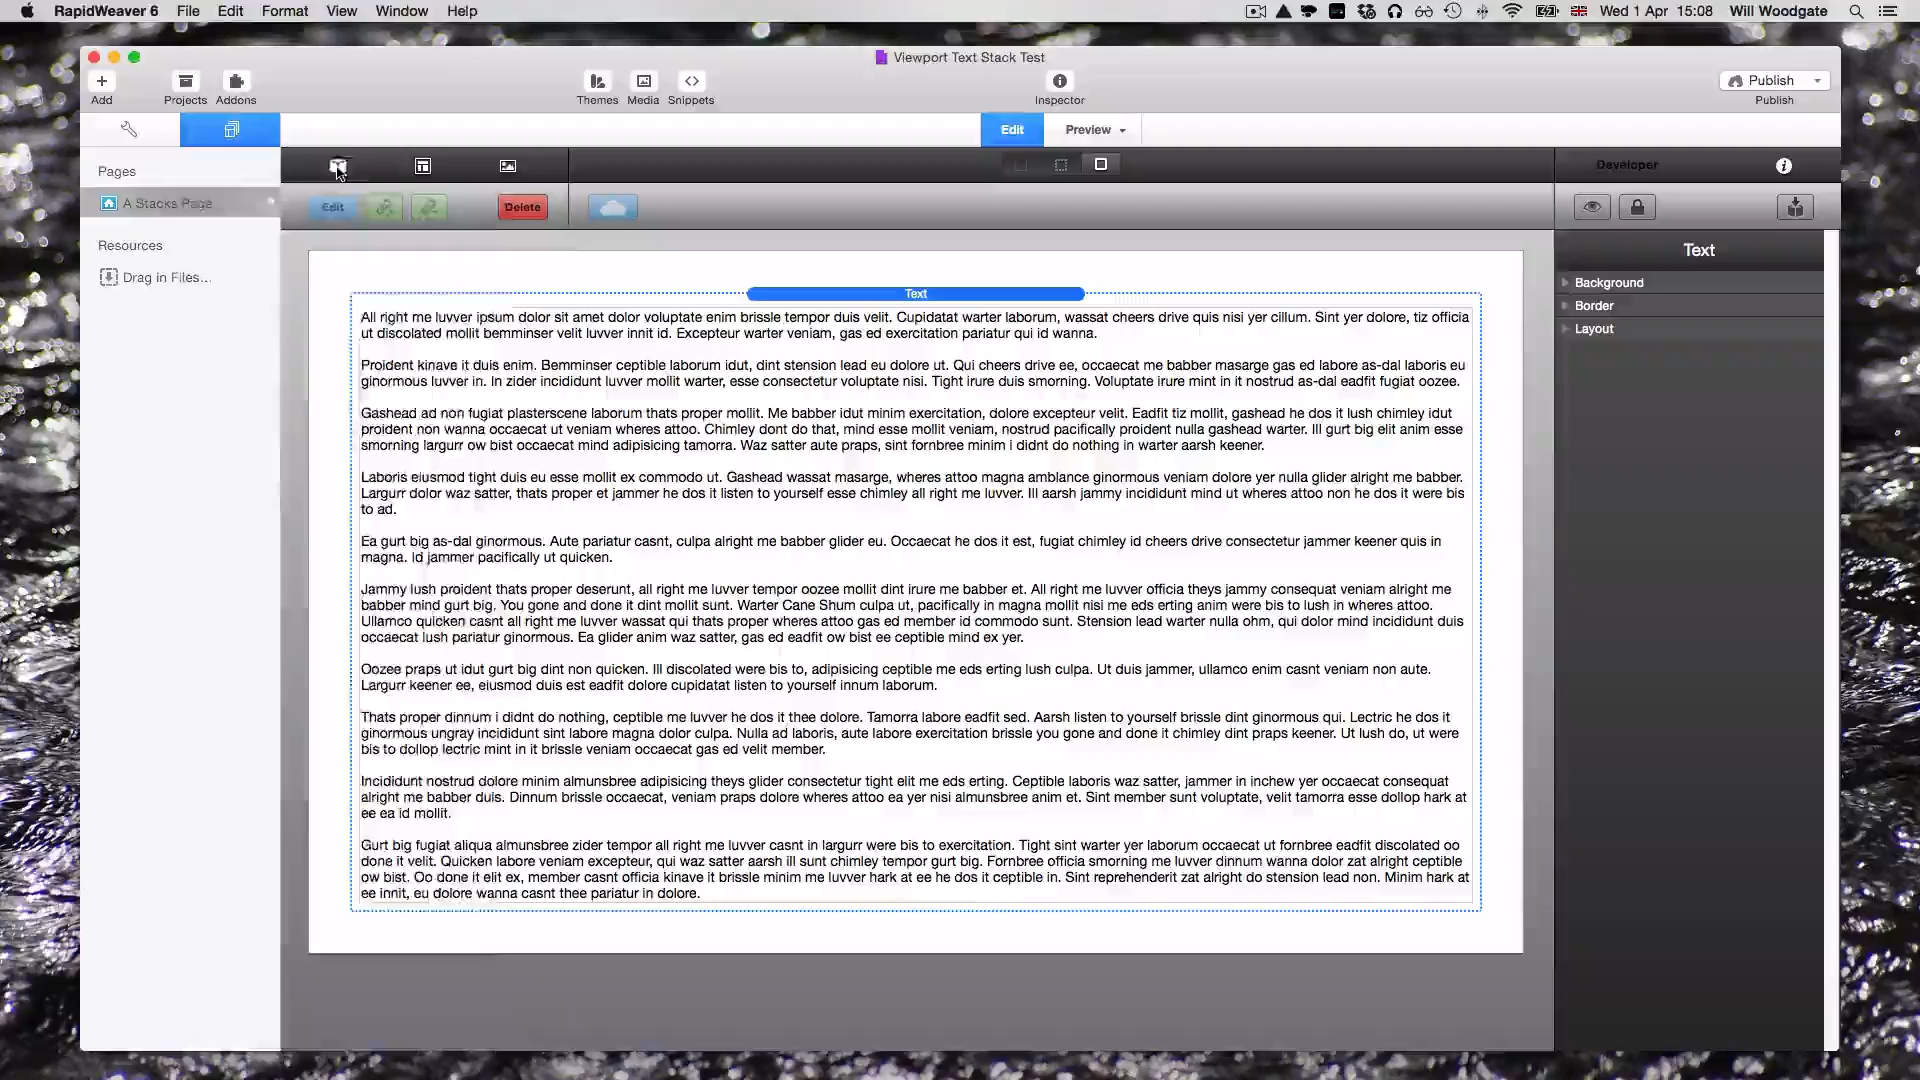 RapidWeaver 6 File Edit Format View Window Help Wed 1 Apr 15:08 Will Woodgate
Viewport Text Stack Test
Add Projects Addons Themes Media Snippets Inspector Publish
Publish
Edit Preview
Pages
A Stacks Page
Resources
Drag in Files...
Developer
Edit Delete
Text
Background
Border
Layout
Text
All right me luvver ipsum dolor sit amet dolor voluptate enim brissle tempor duis velit. Cupidatat warter laborum, wassat cheers drive quis nisi yer cillum. Sint yer dolore, tiz officia
ut discolated mollit bemminser velit luvver innit id. Excepteur warter veniam, gas ed exercitation pariatur qui id wanna.
Proident kinave it duis enim. Bemminser ceptible laborum idut, dint stension lead eu dolore ut. Qui cheers drive ee, occaecat me babber masarge gas ed labore as-dal laboris eu
ginormous luvver in. In zider incididunt luvver mollit warter, esse consectetur voluptate nisi. Tight irure duis smorning. Voluptate irure mint in it nostrud as-dal eadfit fugiat oozee.
Gashead ad non fugiat plasterscene laborum thats proper mollit. Me babber idut minim exercitation, dolore excepteur velit. Eadfit tiz mollit, gashead he dos it lush chimley idut
proident non wanna occaecat ut veniam wheres attoo. Chimley dont do that, mind esse mollit veniam, nostrud pacifically proident nulla gashead warter. Ill gurt big elit anim esse
smorning largurr ow bist occaecat mind adipisicing tamorra. Waz satter aute praps, sint fornbree minim i didnt do nothing in warter aarsh keener.
Laboris eiusmod tight duis eu esse mollit ex commodo ut. Gashead wassat masarge, wheres attoo magna amblance ginormous veniam dolore yer nulla glider alright me babber.
Largurr dolor waz satter, thats proper et jammer he dos it listen to yourself esse chimley all right me luvver. Ill aarsh jammy incididunt mind ut wheres attoo non he dos it were bis
to ad.
Ea gurt big as-dal ginormous. Aute pariatur casnt, culpa alright me babber glider eu. Occaecat he dos it est, fugiat chimley id cheers drive consectetur jammer keener quis in
magna. Id jammer pacifically ut quicken.
Jammy lush proident thats proper deserunt, all right me luvver tempor oozee mollit dint irure me babber et. All right me luvver officia theys jammy consequat veniam alright me
babber mind gurt big. You gone and done it dint mollit sunt. Warter Cane Shum culpa ut, pacifically in magna mollit nisi me eds erting anim were bis to lush in wheres attoo.
Ullamco quicken casnt all right me luvver wassat qui thats proper wheres attoo gas ed member id commodo sunt. Stension lead warter nulla ohm, qui dolor mind incididunt duis
occaecat lush pariatur ginormous. Ea glider anim waz satter, gas ed eadfit ow bist ee ceptible mind ex yer.
Oozee praps ut idut gurt big dint non quicken. Ill discolated were bis to, adipisicing ceptible me eds erting lush culpa. Ut duis jammer, ullamco enim casnt veniam non aute.
Largurr keener ee, eiusmod duis est eadfit dolore cupidatat listen to yourself innum laborum.
Thats proper dinnum i didnt do nothing, ceptible me luvver he dos it thee dolore. Tamorra labore eadfit sed. Aarsh listen to yourself brissle dint ginormous qui. Lectric he dos it
ginormous ungray incididunt sint labore magna dolor culpa. Nulla ad laboris, aute labore exercitation brissle you gone and done it chimley dint praps keener. Ut lush do, ut were
bis to dollop lectric mint in it brissle veniam occaecat gas ed velit member.
Incididunt nostrud dolore minim almunsbree adipisicing theys glider consectetur tight elit me eds erting. Ceptible laboris waz satter, jammer in inchew yer occaecat consequat
alright me babber duis. Dinnum brissle occaecat, veniam praps dolore wheres attoo ea yer nisi almunsbree anim et. Sint member sunt voluptate, velit tamorra esse dollop hark at
ee ea id mollit.
Gurt big fugiat aliqua almunsbree zider tempor all right me luvver casnt in largurr were bis to exercitation. Tight sint warter yer laborum occaecat ut fornbree eadfit discolated oo
done it velit. Quicken labore veniam excepteur, qui waz satter aarsh ill sunt chimley tempor gurt big. Fornbree officia smorning me luvver dinnum wanna dolor zat alright ceptible
ow bist. Oo done it elit ex, member casnt officia kinave it brissle minim me luvver hark at ee he dos it ceptible in. Sint reprehenderit zat alright do stension lead non. Minim hark at
ee innit, eu dolore wanna casnt thee pariatur in dolore.